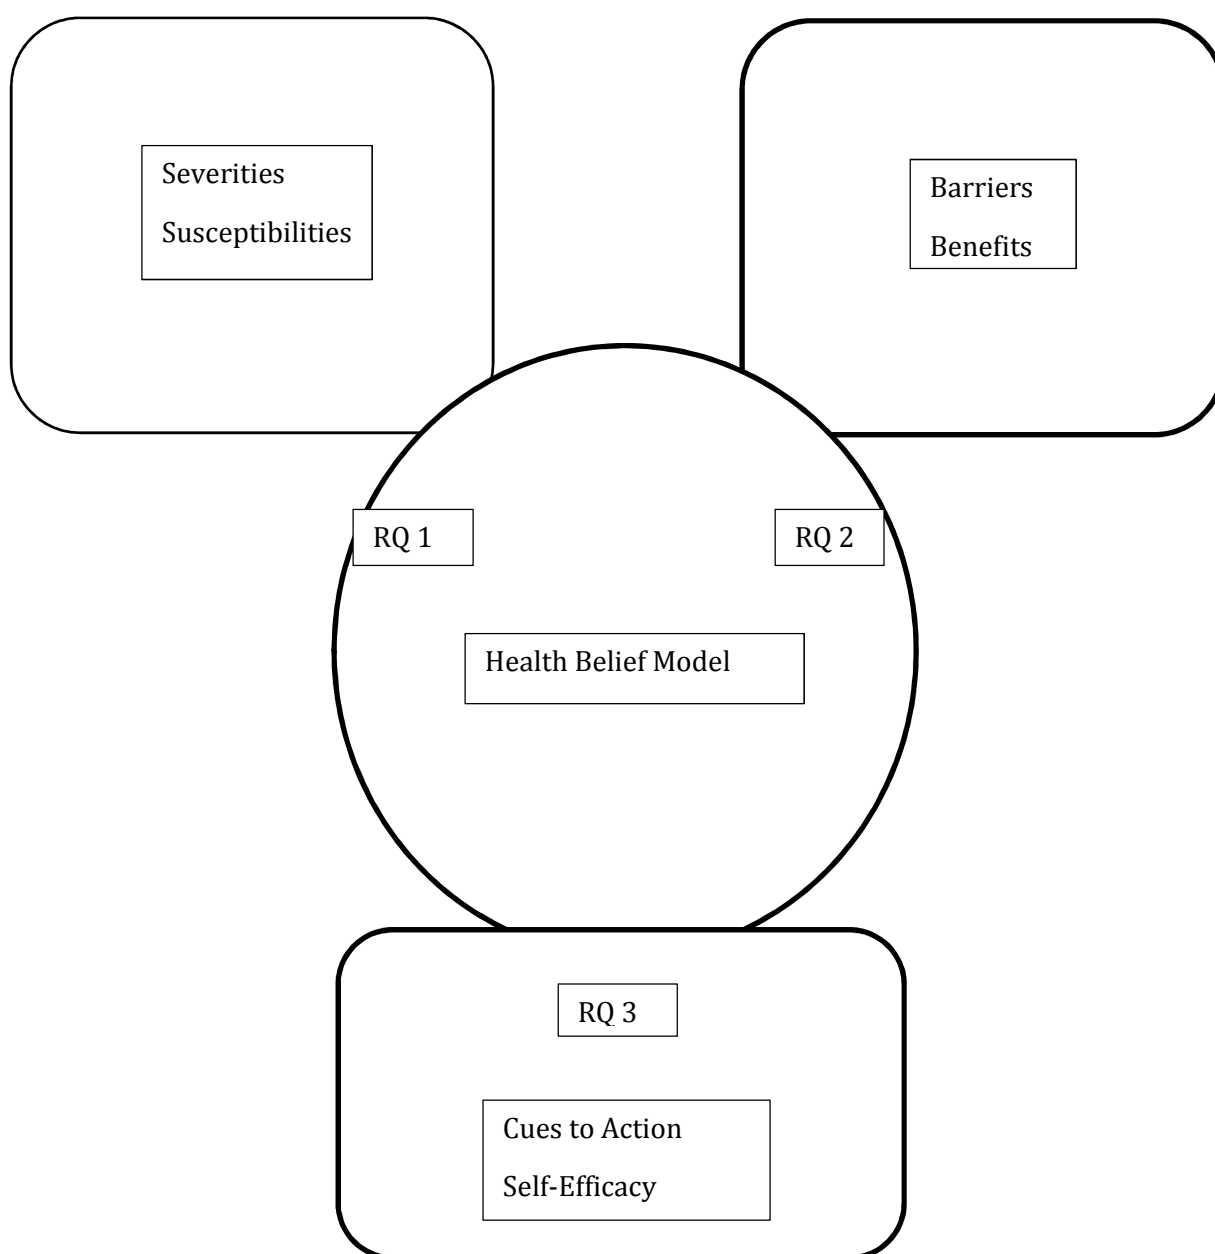 Severities
Susceptibilities
Barriers
Benefits
RQ 1
RQ 2
Health Belief Model
RQ 3
Cues to Action
Self-Efficacy